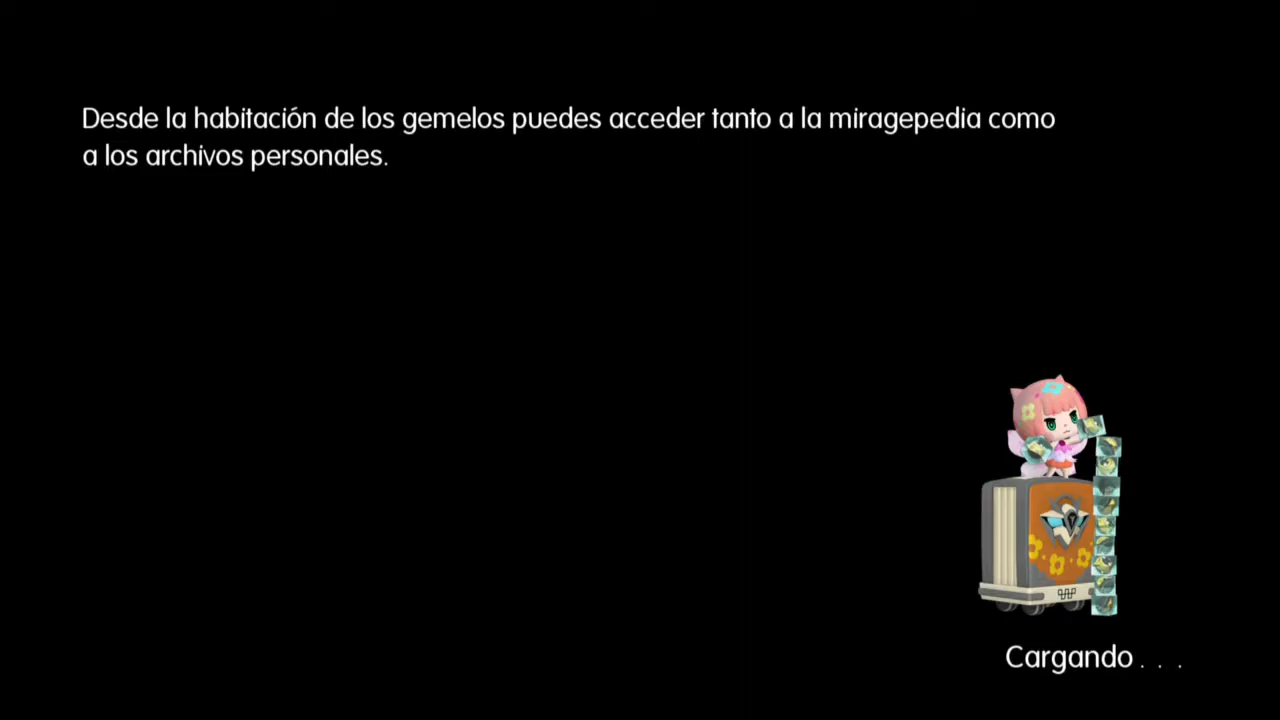 Desde la habitación de los gemelos puedes acceder tanto a la miragepedia como
a los archivos personales.
Cargando . . .